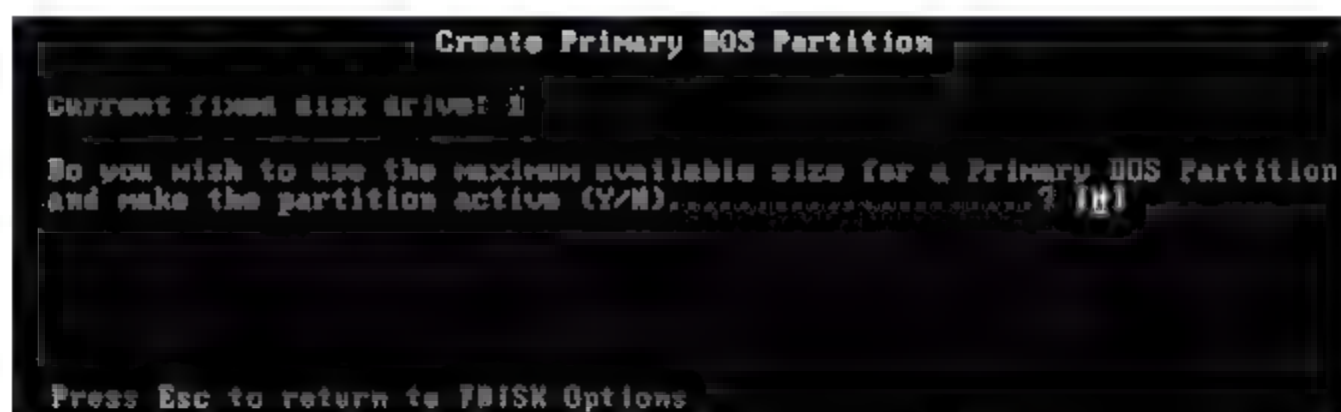 Create Primary DOS Partition
Current fixed disk drive: 1
Do you wish to use the maximum available size for a Primary DOS Partition
and make the partition active (Y/N)....................? [N]
Press Esc to return to FDISK Options